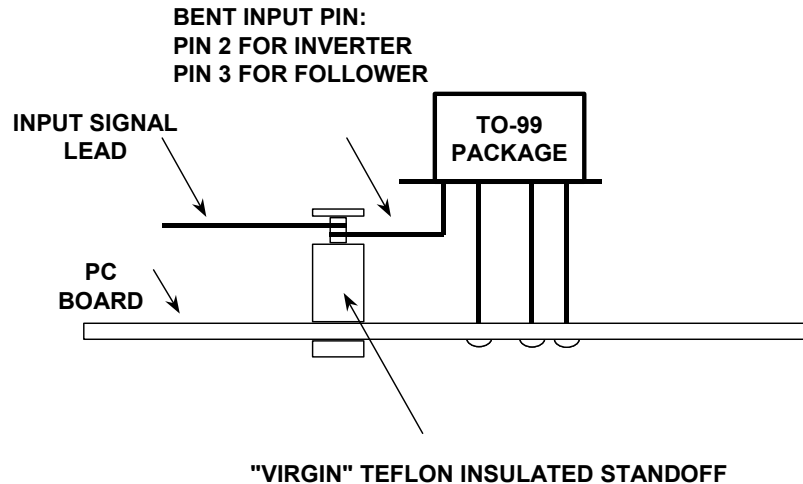 BENT INPUT PIN:
PIN 2 FOR INVERTER
PIN 3 FOR FOLLOWER
INPUT SIGNAL
LEAD
TO-99
PACKAGE
PC
BOARD
"VIRGIN" TEFLON INSULATED STANDOFF